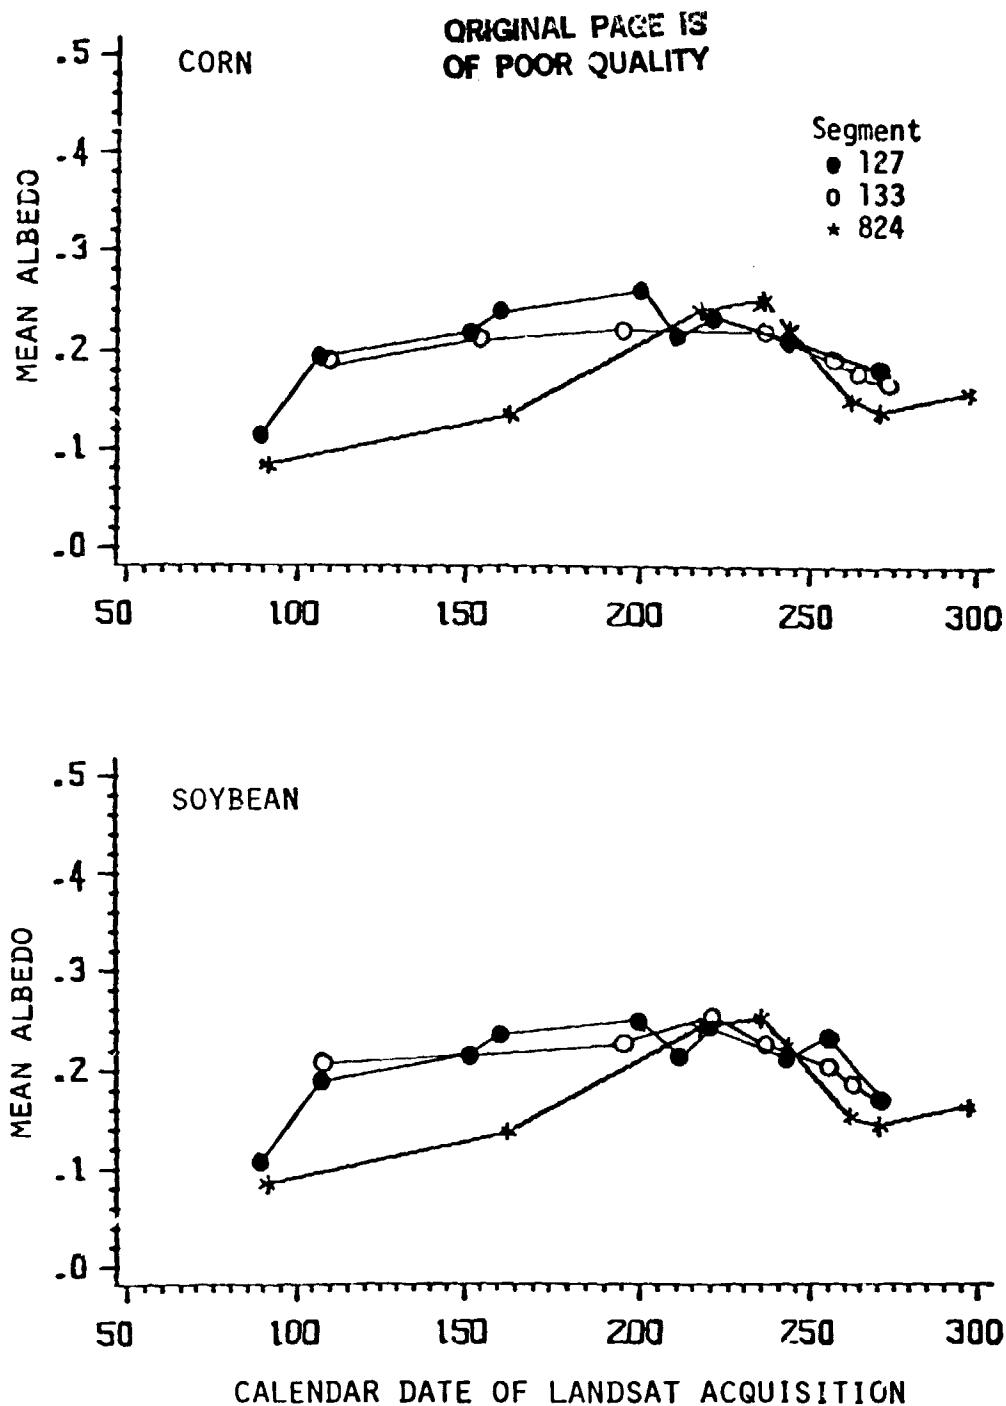 ORIGINAL PAGE IS
OF POOR QUALITY
CORN
Segment
● 127
○ 133
* 824
MEAN ALBEDO
.5
.4
.3
.2
.1
.0
50 100 150 200 250 300
SOYBEAN
MEAN ALBEDO
.5
.4
.3
.2
.1
.0
50 100 150 200 250 300
CALENDAR DATE OF LANDSAT ACQUISITION